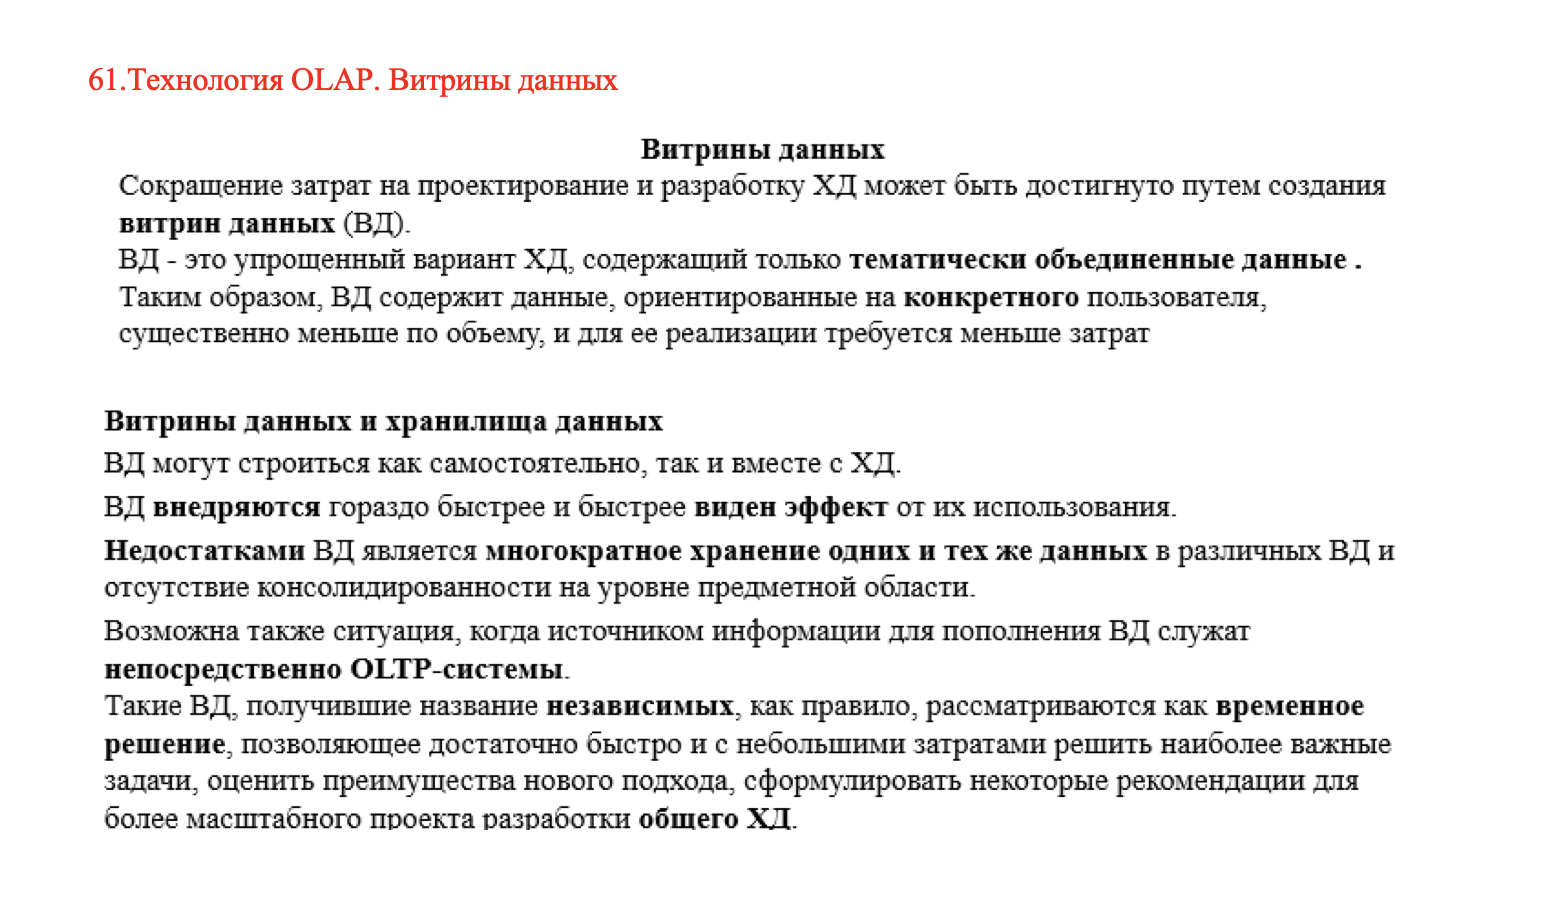 61.Технология OLAP. Витрины данных
Витрины данных
Сокращение затрат на проектирование и разработку ХД может быть достигнуто путем создания
витрин данных (ВД).
ВД - это упрощенный вариант ХД, содержащий только тематически объединенные данные .
Таким образом, ВД содержит данные, ориентированные на конкретного пользователя,
существенно меньше по объему, и для ее реализации требуется меньше затрат
Витрины данных и хранилища данных
ВД могут строиться как самостоятельно, так и вместе с ХД.
ВД внедряются гораздо быстрее и быстрее виден эффект от их использования.
Недостатками ВД является многократное хранение одних и тех же данных в различных ВД и
отсутствие консолидированности на уровне предметной области.
Возможна также ситуация, когда источником информации для пополнения ВД служат
непосредственно OLTP-системы.
Такие ВД, получившие название независимых, как правило, рассматриваются как временное
решение, позволяющее достаточно быстро и с небольшими затратами решить наиболее важные
задачи, оценить преимущества нового подхода, сформулировать некоторые рекомендации для
более масштабного проекта разработки общего ХД.